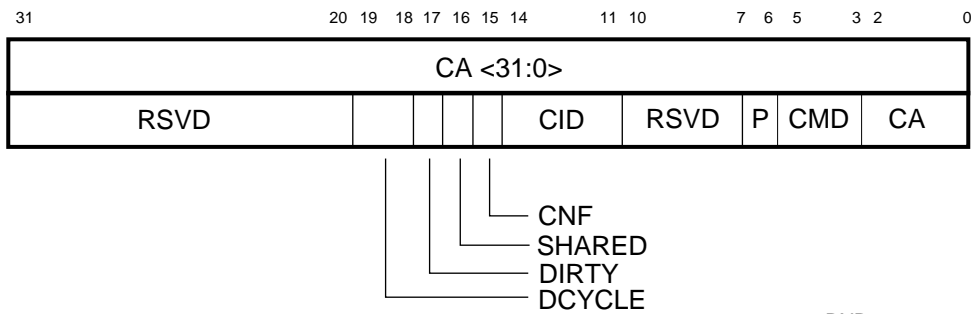 31 20 19 18 17 16 15 14 11 10 7 6 5 3 2 0
CA <31:0>
RSVD CID RSVD P CMD CA
CNF
SHARED
DIRTY
DCYCLE